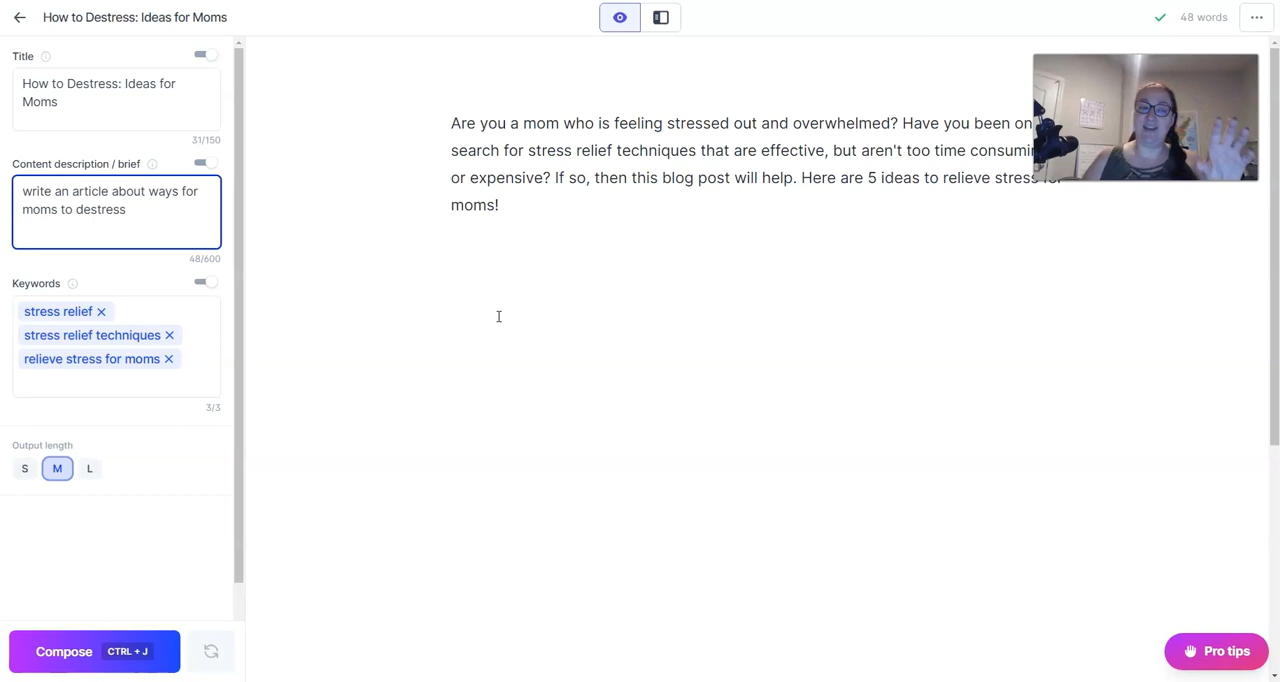 How to Destress: Ideas for Moms
48 words
Title
How to Destress: Ideas for
Moms
31/150
Content description / brief
write an article about ways for
moms to destress
48/600
Keywords
stress relief
stress relief techniques
relieve stress for moms
3/3
Output length
S M L
Compose CTRL + J
Are you a mom who is feeling stressed out and overwhelmed? Have you been on
search for stress relief techniques that are effective, but aren't too time
or expensive? If so, then this blog post will help. Here are 5 ideas to relieve stress
moms!
Pro tips